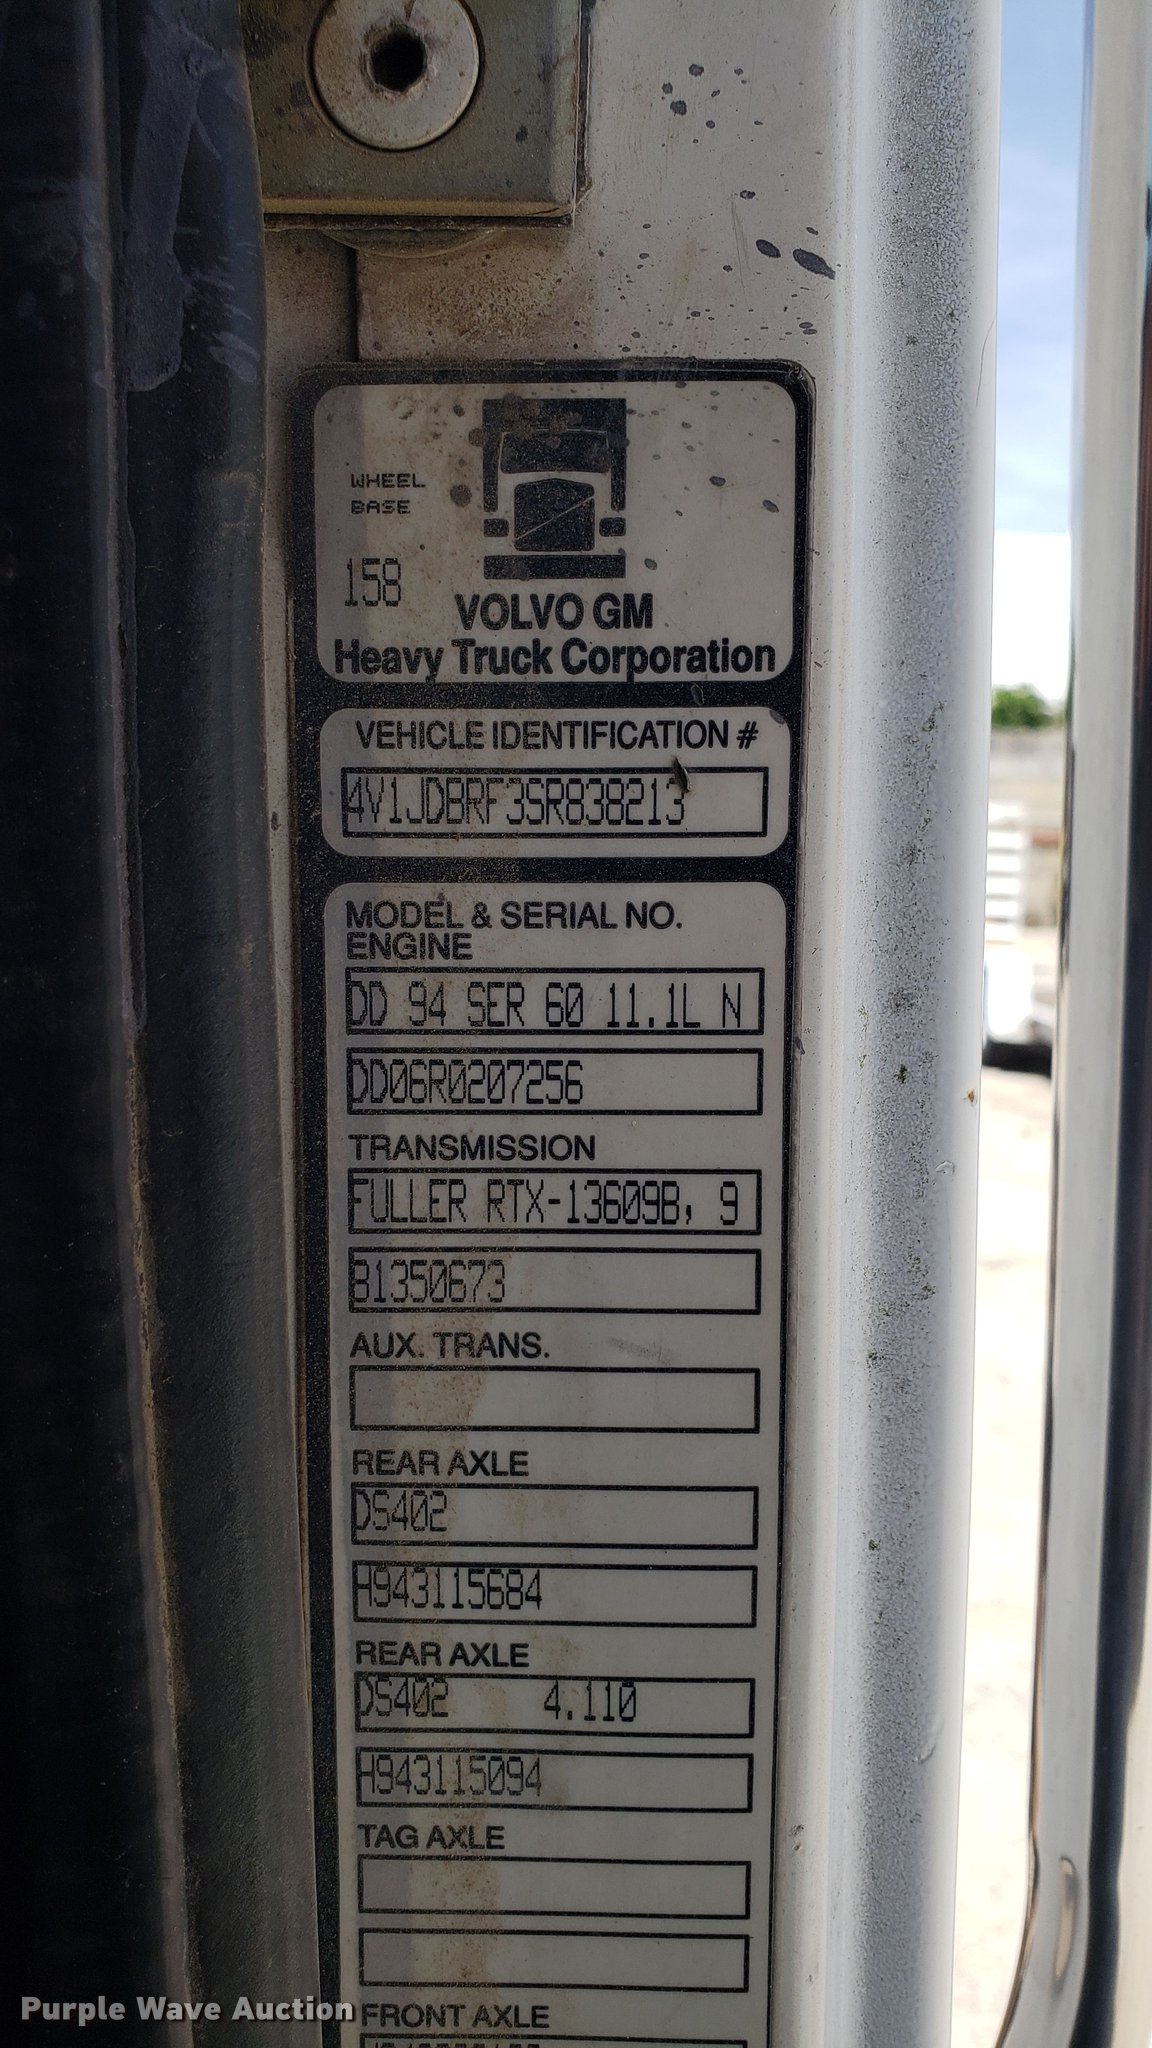 WHEEL
BASE
158
VOLVO GM
Heavy Truck Corporation
VEHICLE IDENTIFICATION #
4V1JDBRF3SR838213
MODEL & SERIAL NO.
ENGINE
DD 94 SER 60 11.1L N
DD06R0207256
TRANSMISSION
FULLER RTX-13609B, 9
81350673
AUX. TRANS.
REAR AXLE
DS402
H943115684
REAR AXLE
DS402 4.110
H943115094
TAG AXLE
FRONT AXLE
Purple Wave Auction